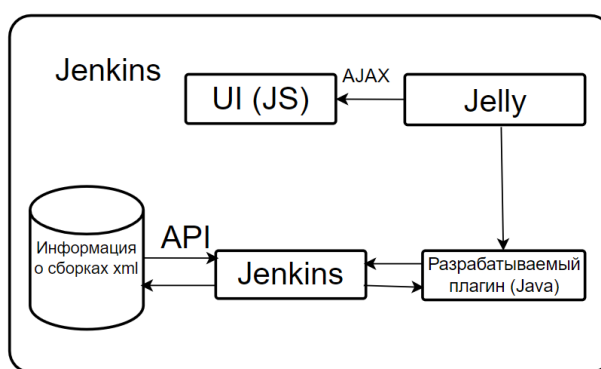 Jenkins
UI (JS)
AJAX
Jelly
Информация
о сборках xml
API
Jenkins
Разрабатываемый
плагин (Java)